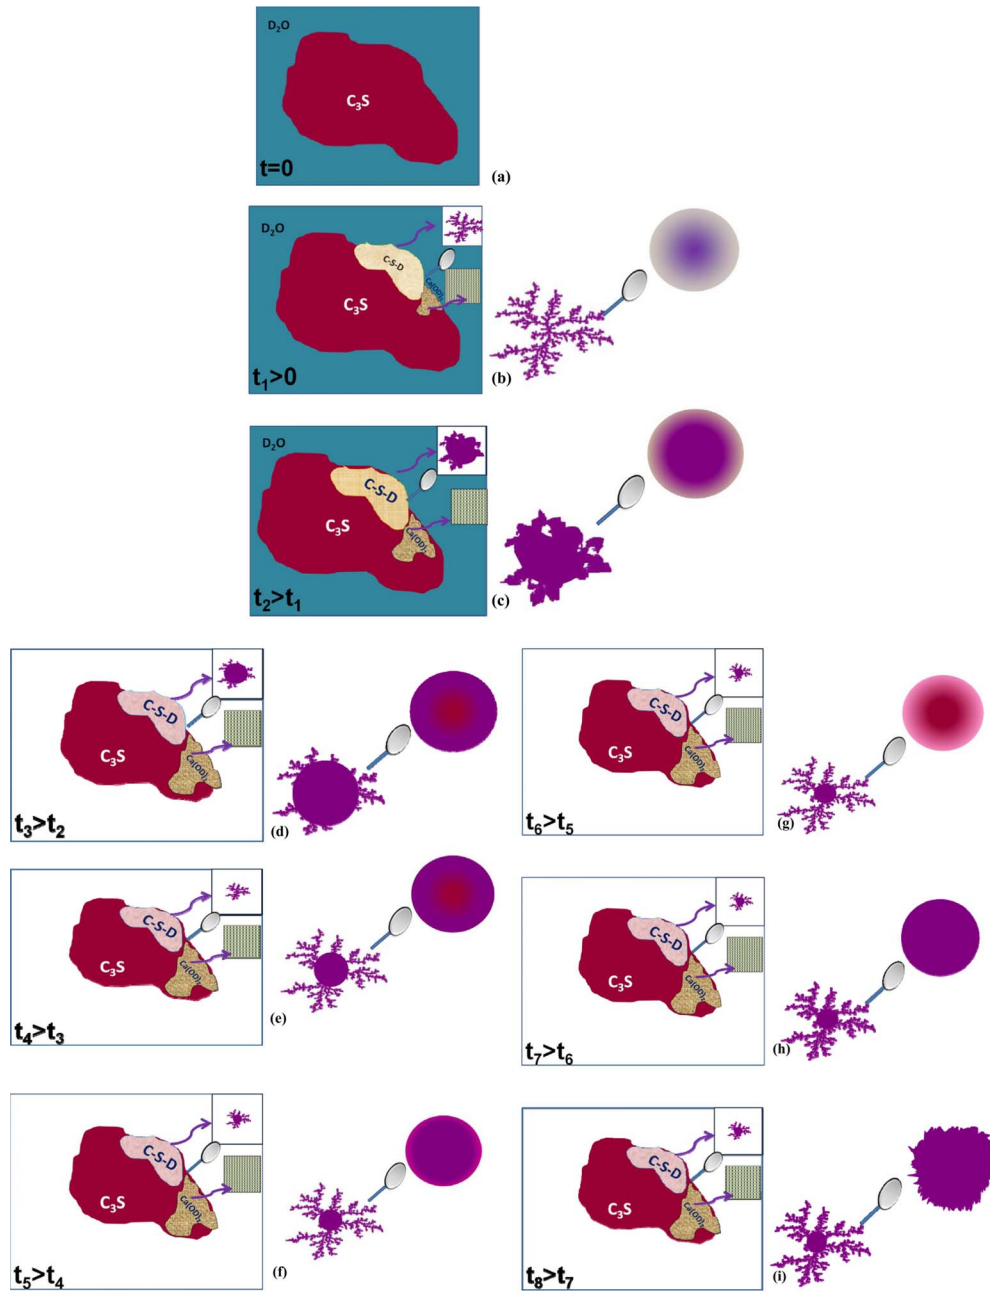 D₂O
C₃S
t=0
(a)
D₂O
C-S-D
Ca(OD)₂
C₃S
t₁>0
(b)
D₂O
C-S-D
C₃S
Ca(OD)₂
t₂>t₁
(c)
C-S-D
C₃S
Ca(OD)₂
t₃>t₂
(d)
C-S-D
C₃S
Ca(OD)₂
t₄>t₃
(e)
C-S-D
C₃S
Ca(OD)₂
t₅>t₄
(f)
C-S-D
C₃S
Ca(OD)₂
t₆>t₅
(g)
C-S-D
C₃S
Ca(OD)₂
t₇>t₆
(h)
C-S-D
C₃S
Ca(OD)₂
t₈>t₇
(i)